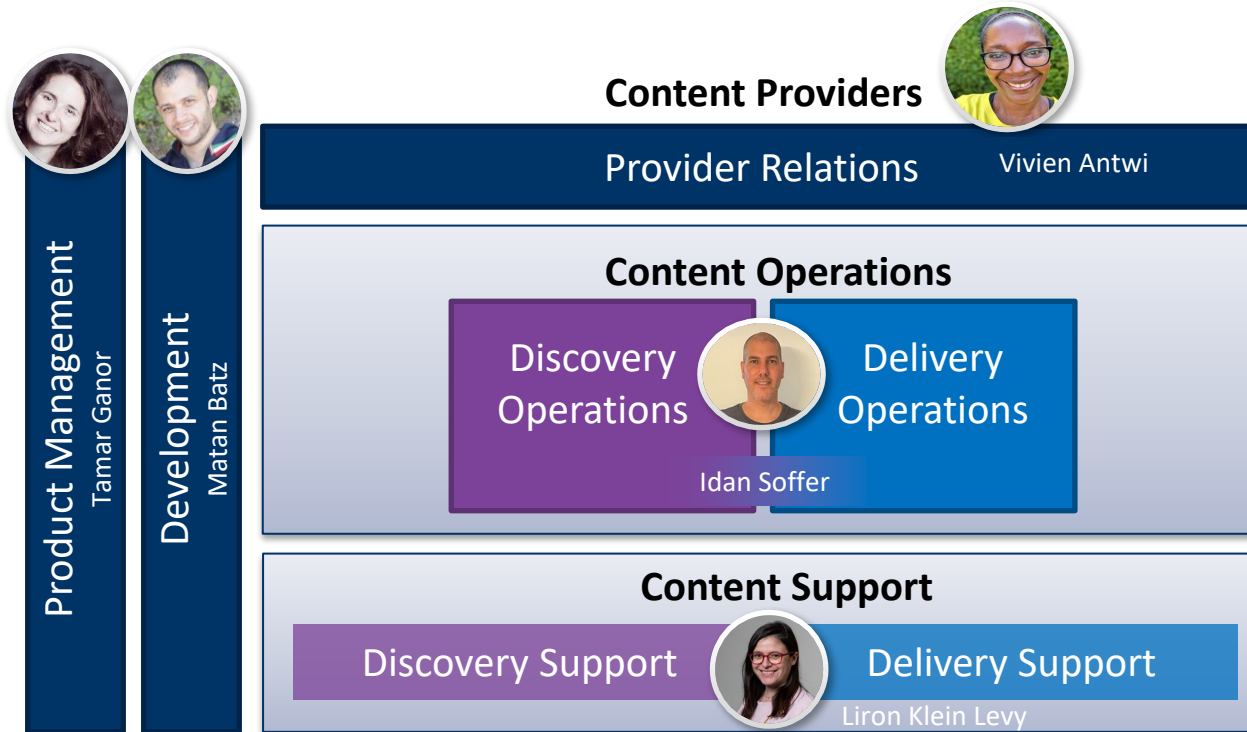 Content Providers
Provider Relations
Vivien Antwi
Product Management
Tamar Ganor
Development
Matan Batz
Content Operations
Discovery
Operations
Delivery
Operations
Idan Soffer
Content Support
Discovery Support
Delivery Support
Liron Klein Levy